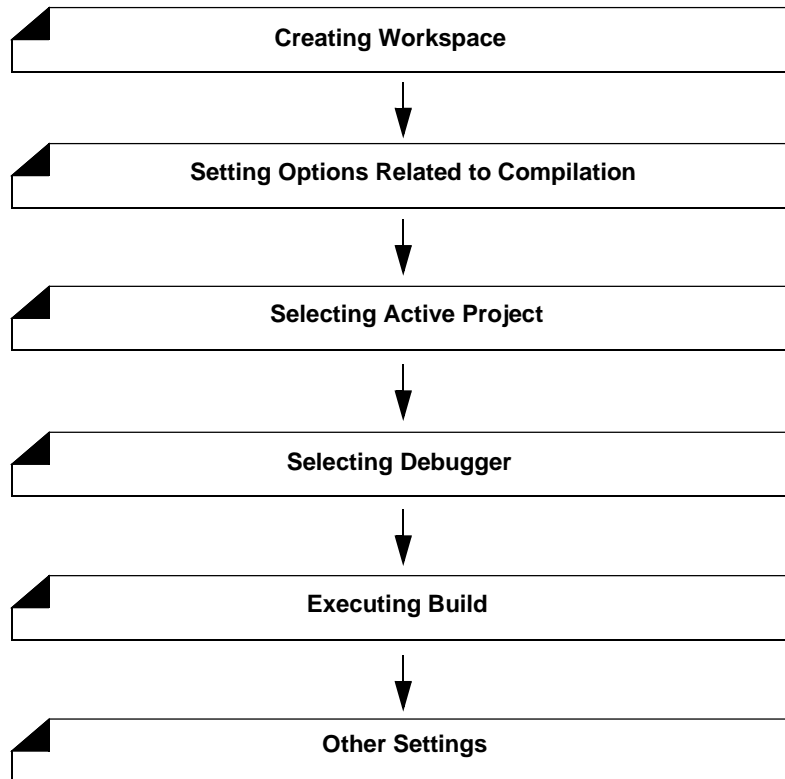 Creating Workspace
Setting Options Related to Compilation
Selecting Active Project
Selecting Debugger
Executing Build
Other Settings